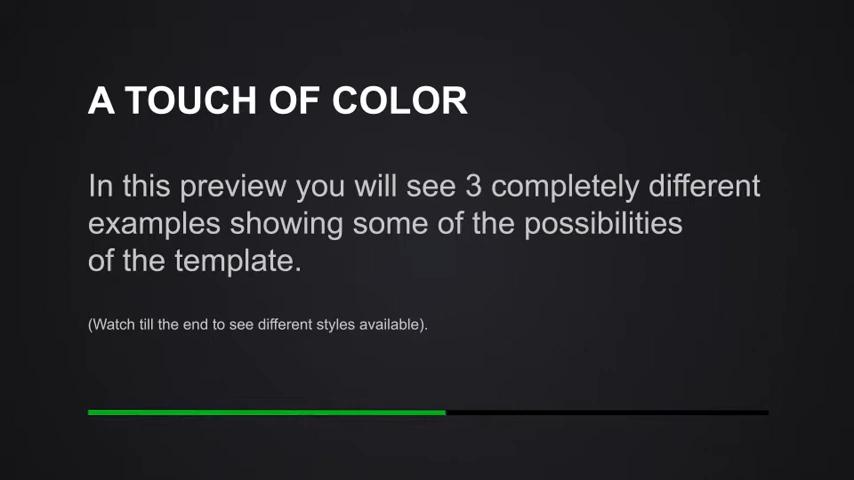 A TOUCH OF COLOR
In this preview you will see 3 completely different
examples showing some of the possibilities
of the template.
(Watch till the end to see different styles available).